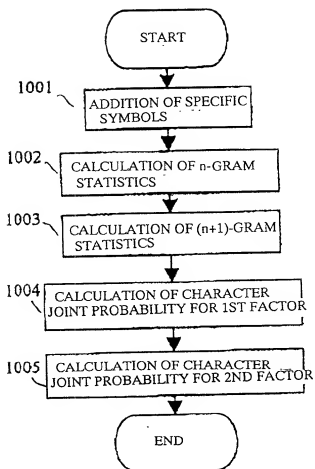 START
1001
ADDITION OF SPECIFIC
SYMBOLS
1002
CALCULATION OF n-GRAM
STATISTICS
1003
CALCULATION OF (n+1)-GRAM
STATISTICS
1004
CALCULATION OF CHARACTER
JOINT PROBABILITY FOR 1ST FACTOR
1005
CALCULATION OF CHARACTER
JOINT PROBABILITY FOR 2ND FACTOR
END